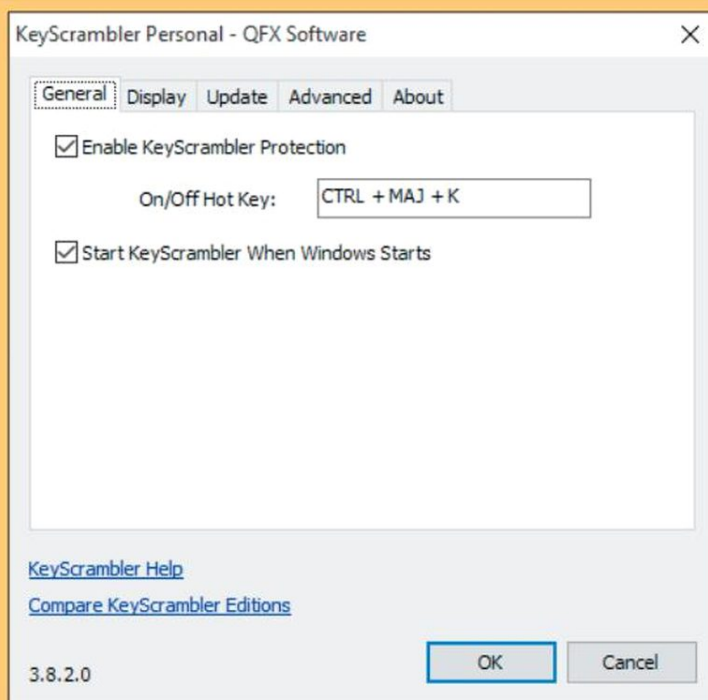 KeyScrambler Personal - QFX Software
General Display Update Advanced About
Enable KeyScrambler Protection
On/Off Hot Key: CTRL + MAJ + K
Start KeyScrambler When Windows Starts
KeyScrambler Help
Compare KeyScrambler Editions
3.8.2.0 OK Cancel